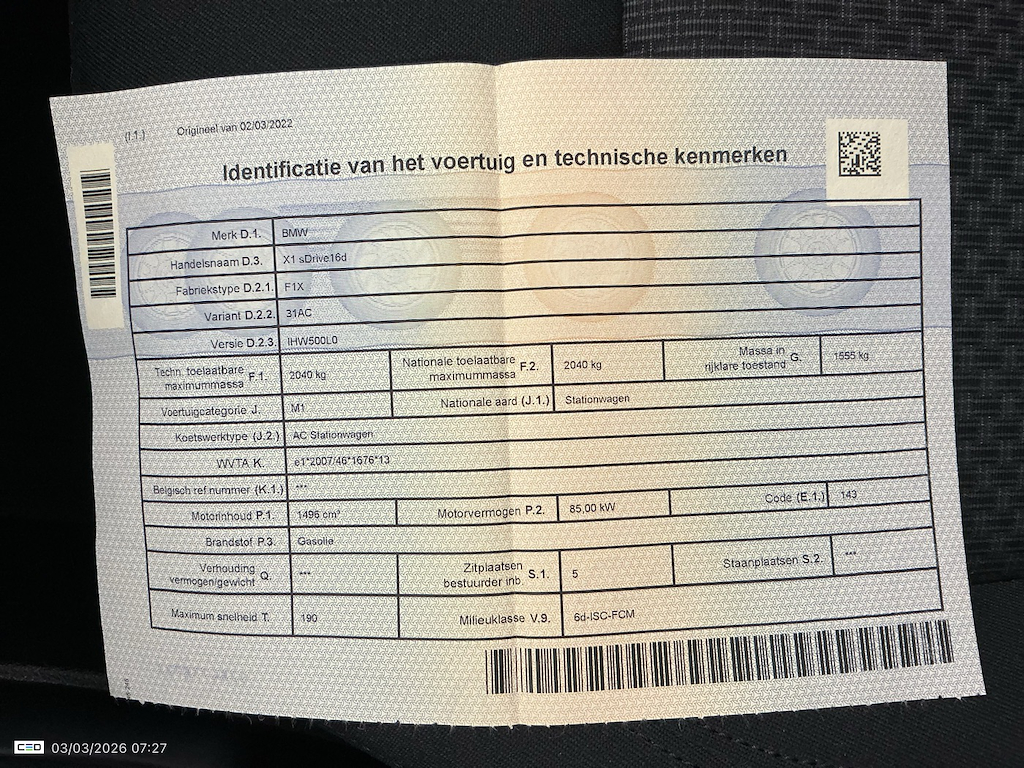 (I.1.) Origineel van 02/03/2022
Identificatie van het voertuig en technische kenmerken
Merk D.1. BMW
Handelsnaam D.3. X1 sDrive16d
Fabriekstype D.2.1. F1X
Variant D.2.2. 31AC
Versie D.2.3. IHW500L0
Techn. toelaatbare maximummassa F.1. 2040 kg Nationale toelaatbare maximummassa F.2. 2040 kg Massa in rijklare toestand G. 1555 kg
Voertuigcategorie J. M1 Nationale aard (J.1.) Stationwagen
Koetswerktype (J.2.) AC Stationwagen
WVTA K. e1*2007/46*1676*13
Belgisch ref nummer (K.1.) ***
Motorinhoud P.1. 1496 cm³ Motorvermogen P.2. 85,00 kW Code (E.1.) 143
Brandstof P.3. Gasolie
Verhouding vermogen/gewicht Q. *** Zitplaatsen bestuurder inb. S.1. 5 Staanplaatsen S.2. ***
Maximum snelheid T. 190 Milieuklasse V.9. 6d-ISC-FCM
CEO 03/03/2026 07:27